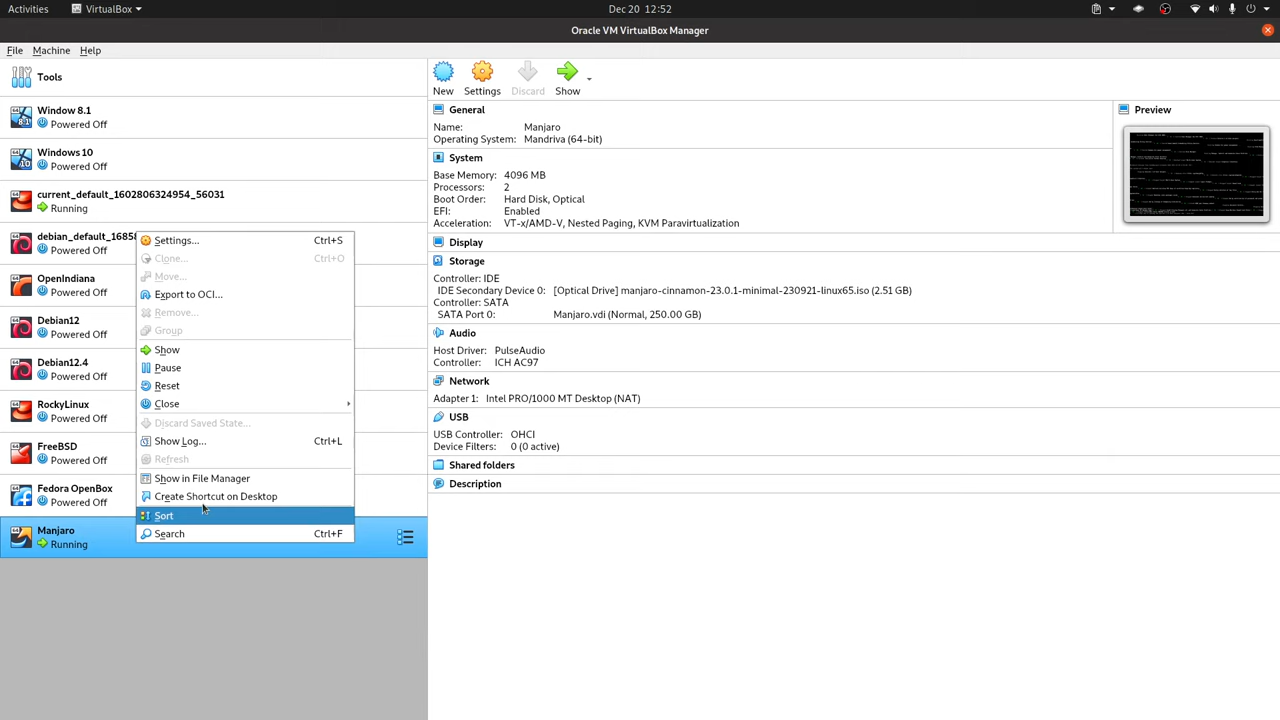 Activities VirtualBox Dec 20 12:52
Oracle VM VirtualBox Manager
File Machine Help
Tools
Window 8.1
Powered Off
Windows 10
Powered Off
current_default_1602806324954_56031
Running
debian_default_1685
Powered Off
OpenIndiana
Powered Off
Debian12
Powered Off
Debian12.4
Powered Off
RockyLinux
Powered Off
FreeBSD
Powered Off
Fedora OpenBox
Powered Off
Manjaro
Running
Settings... Ctrl+S
Clone... Ctrl+O
Move...
Export to OCI...
Remove...
Group
Show
Pause
Reset
Close
Discard Saved State...
Show Log... Ctrl+L
Refresh
Show in File Manager
Create Shortcut on Desktop
Sort
Search Ctrl+F
New Settings Discard Show
General
Name: Manjaro
Operating System: Mandriva (64-bit)
System
Base Memory: 4096 MB
Processors: 2
Boot Order: Hard Disk, Optical
EFI: Enabled
Acceleration: VT-x/AMD-V, Nested Paging, KVM Paravirtualization
Display
Storage
Controller: IDE
IDE Secondary Device 0: [Optical Drive] manjaro-cinnamon-23.0.1-minimal-230921-linux65.iso (2.51 GB)
Controller: SATA
SATA Port 0: Manjaro.vdi (Normal, 250.00 GB)
Audio
Host Driver: PulseAudio
Controller: ICH AC97
Network
Adapter 1: Intel PRO/1000 MT Desktop (NAT)
USB
USB Controller: OHCI
Device Filters: 0 (0 active)
Shared folders
Description
Preview